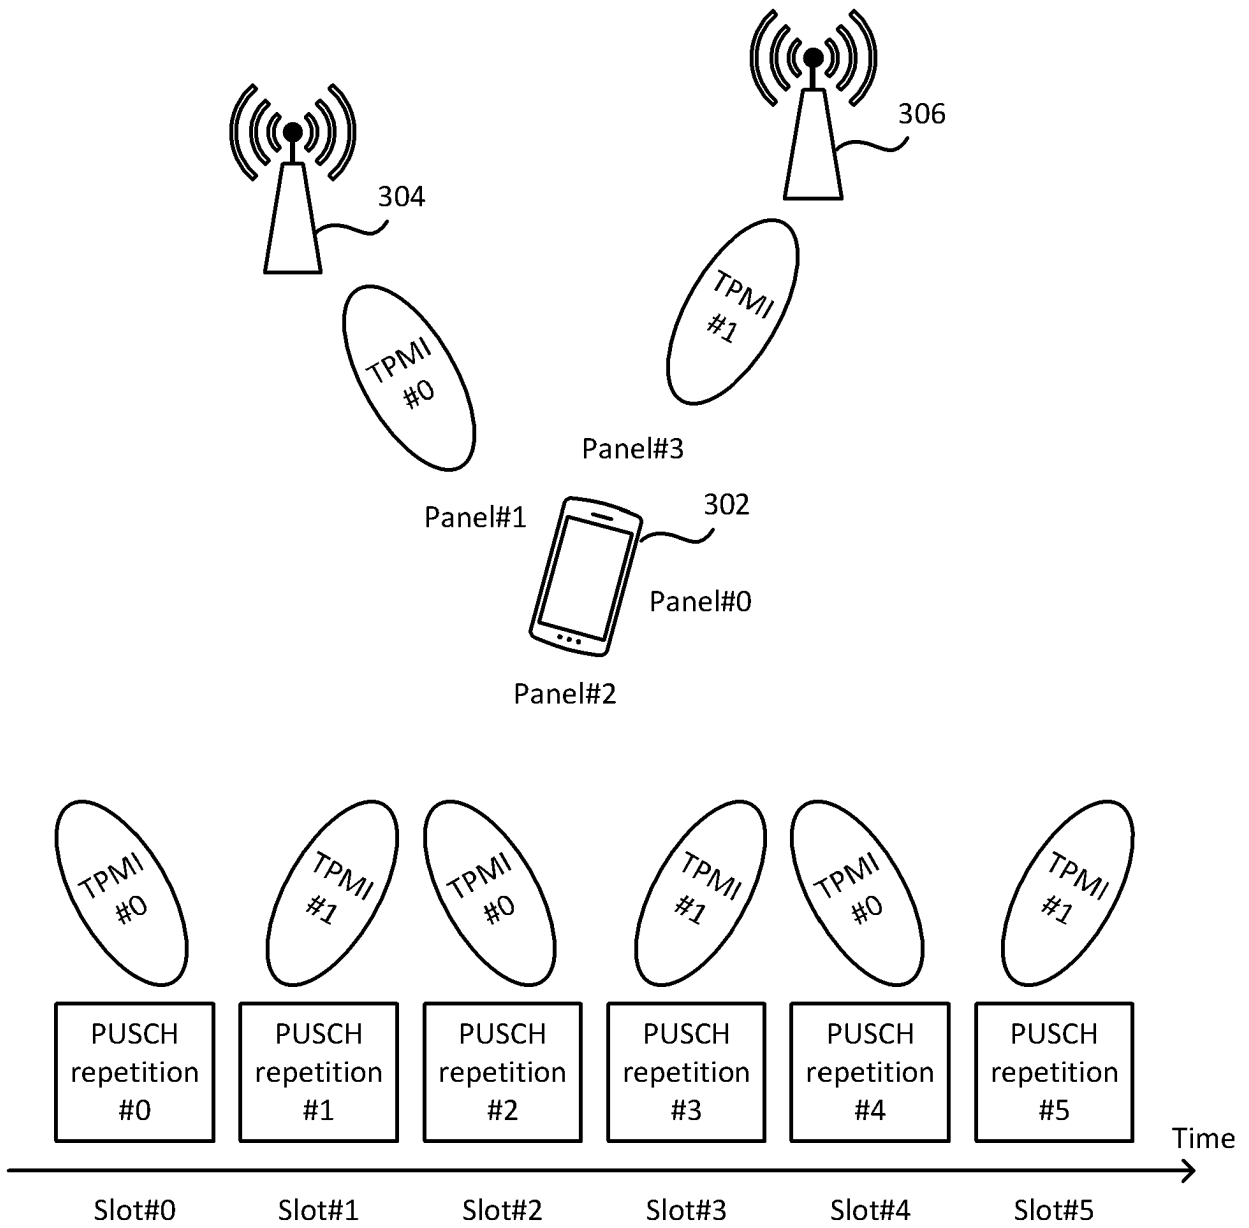 306
304
TPMI
#1
TPMI
#0
Panel#3
302
Panel#1
Panel#0
Panel#2
TPMI
#0
TPMI
#1
TPMI
#0
TPMI
#1
TPMI
#0
TPMI
#1
PUSCH
repetition
#0
PUSCH
repetition
#1
PUSCH
repetition
#2
PUSCH
repetition
#3
PUSCH
repetition
#4
PUSCH
repetition
#5
Time
Slot#0
Slot#1
Slot#2
Slot#3
Slot#4
Slot#5